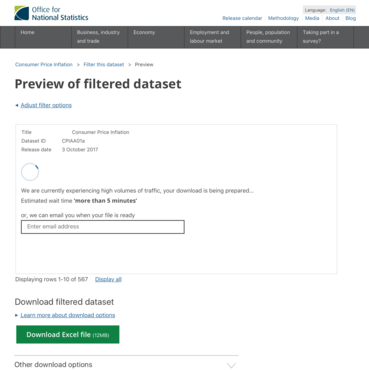 Office for
National Statistics
Language: English (EN)
Release calendar Methodology Media About Blog
Home
Business, industry
and trade
Economy
Employment and
labour market
People, population
and community
Taking part in a
survey?
Consumer Price Inflation > Filter this dataset > Preview
Preview of filtered dataset
Adjust filter options
Title Consumer Price Inflation
Dataset ID CPIAA01a
Release date 3 October 2017
We are currently experiencing high volumes of traffic, your download is being prepared...
Estimated wait time 'more than 5 minutes'
or, we can email you when your file is ready
Enter email address
Displaying rows 1-10 of 567 Display all
Download filtered dataset
Learn more about download options
Download Excel file (12MB)
Other download options